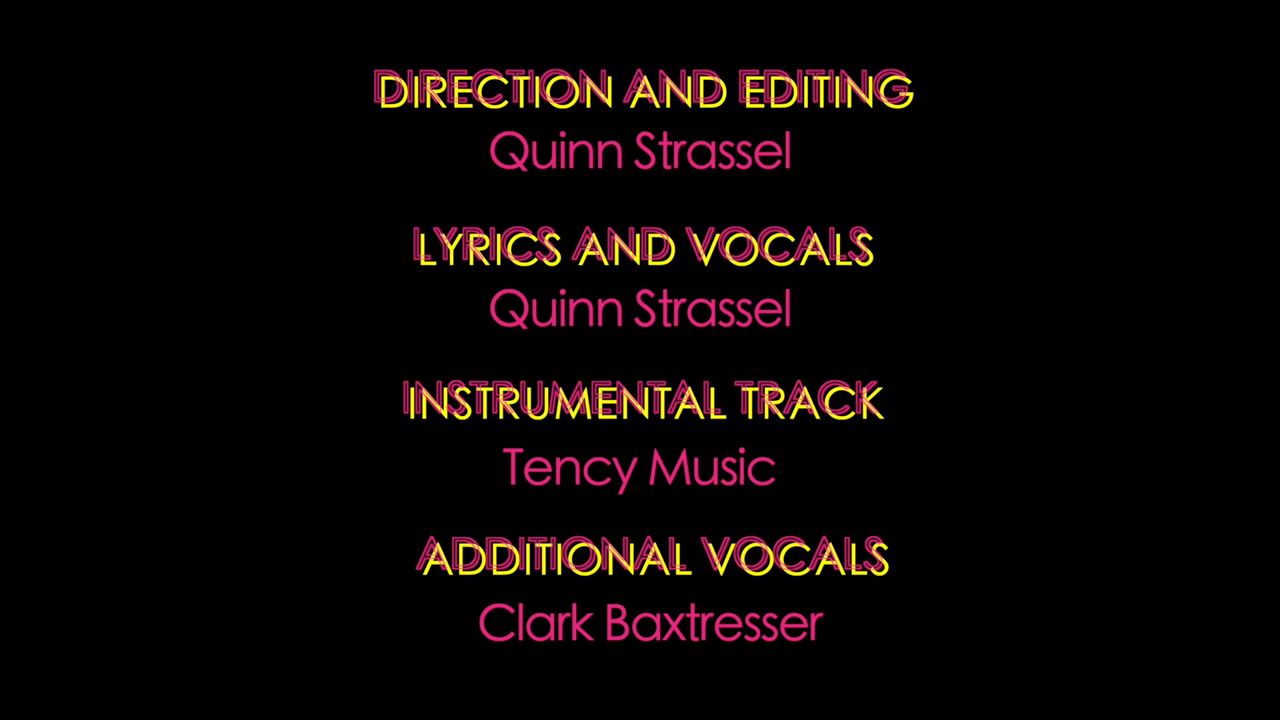 DIRECTION AND EDITING
Quinn Strassel
LYRICS AND VOCALS
Quinn Strassel
INSTRUMENTAL TRACK
Tency Music
ADDITIONAL VOCALS
Clark Baxtresser